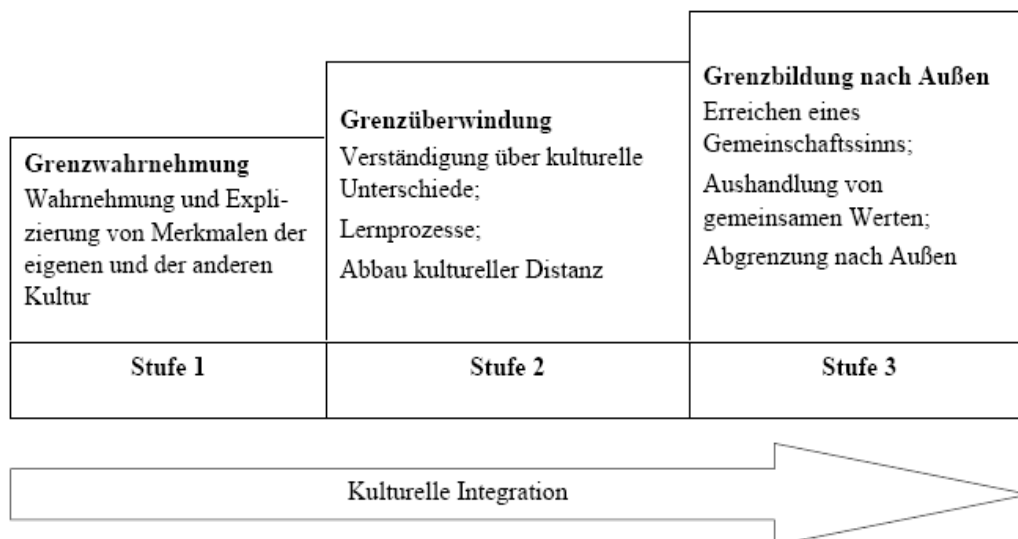 Grenzwahrnehmung
Wahrnehmung und Expli-
zierung von Merkmalen der
eigenen und der anderen
Kultur
Grenzüberwindung
Verständigung über kulturelle
Unterschiede;
Lernprozesse;
Abbau kultureller Distanz
Grenzbildung nach Außen
Erreichen eines
Gemeinschaftssinns;
Aushandlung von
gemeinsamen Werten;
Abgrenzung nach Außen
Stufe 1
Stufe 2
Stufe 3
Kulturelle Integration